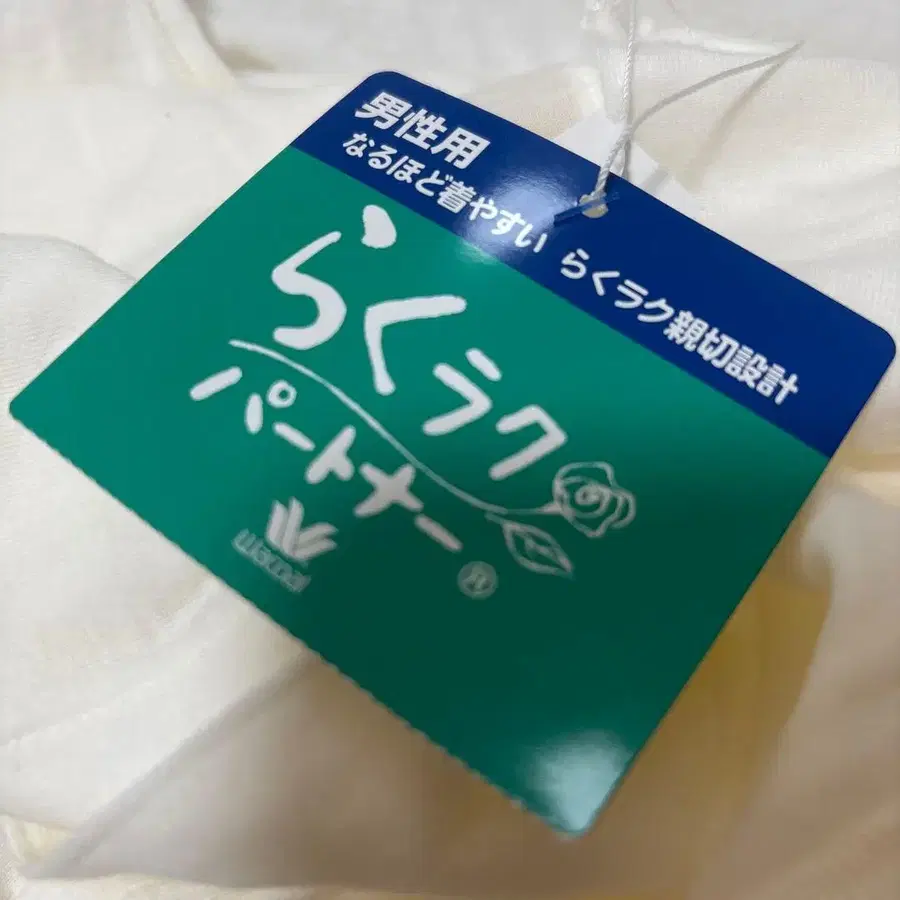 男性用
なるほど着やすい らくラク親切設計
らくラク
パートナー
®
Wacoal